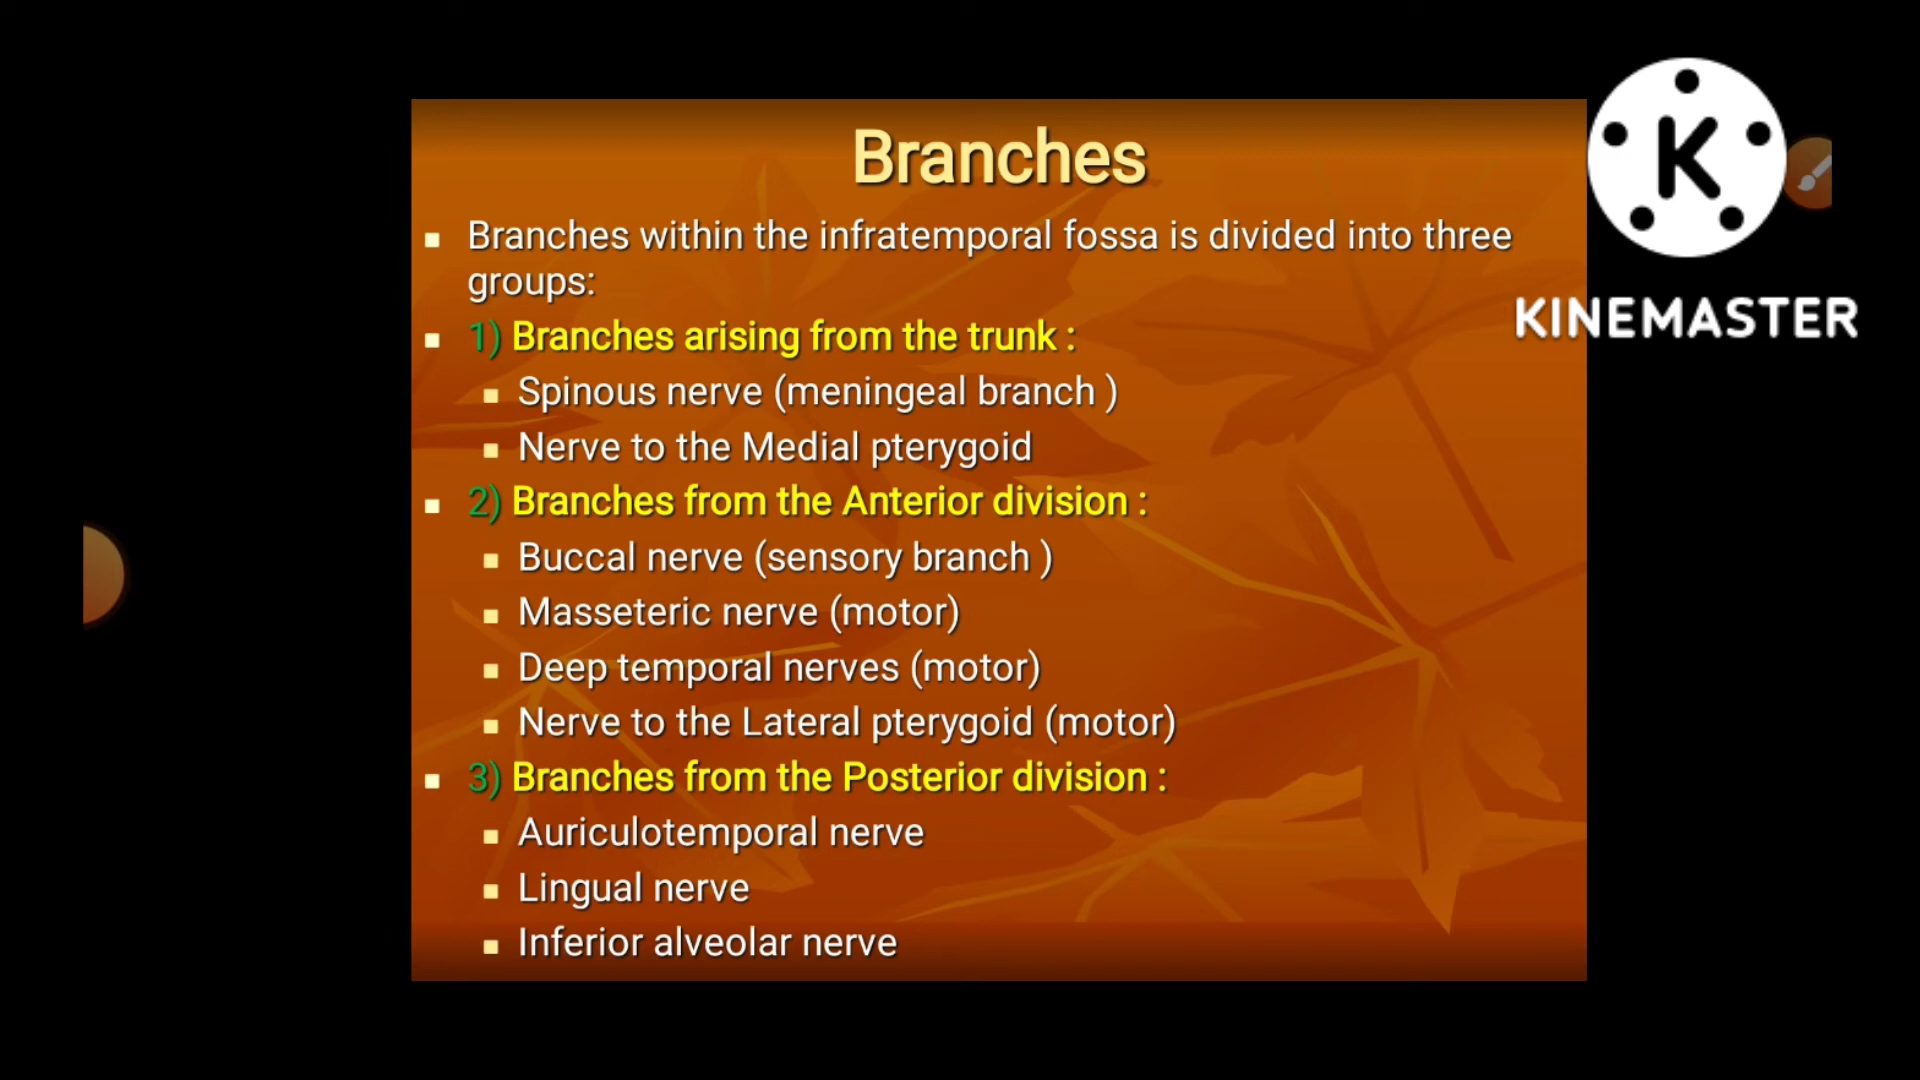 Branches
Branches within the infratemporal fossa is divided into three
groups:
1) Branches arising from the trunk :
Spinous nerve (meningeal branch )
Nerve to the Medial pterygoid
2) Branches from the Anterior division :
Buccal nerve (sensory branch )
Masseteric nerve (motor)
Deep temporal nerves (motor)
Nerve to the Lateral pterygoid (motor)
3) Branches from the Posterior division :
Auriculotemporal nerve
Lingual nerve
Inferior alveolar nerve
K
KINEMASTER